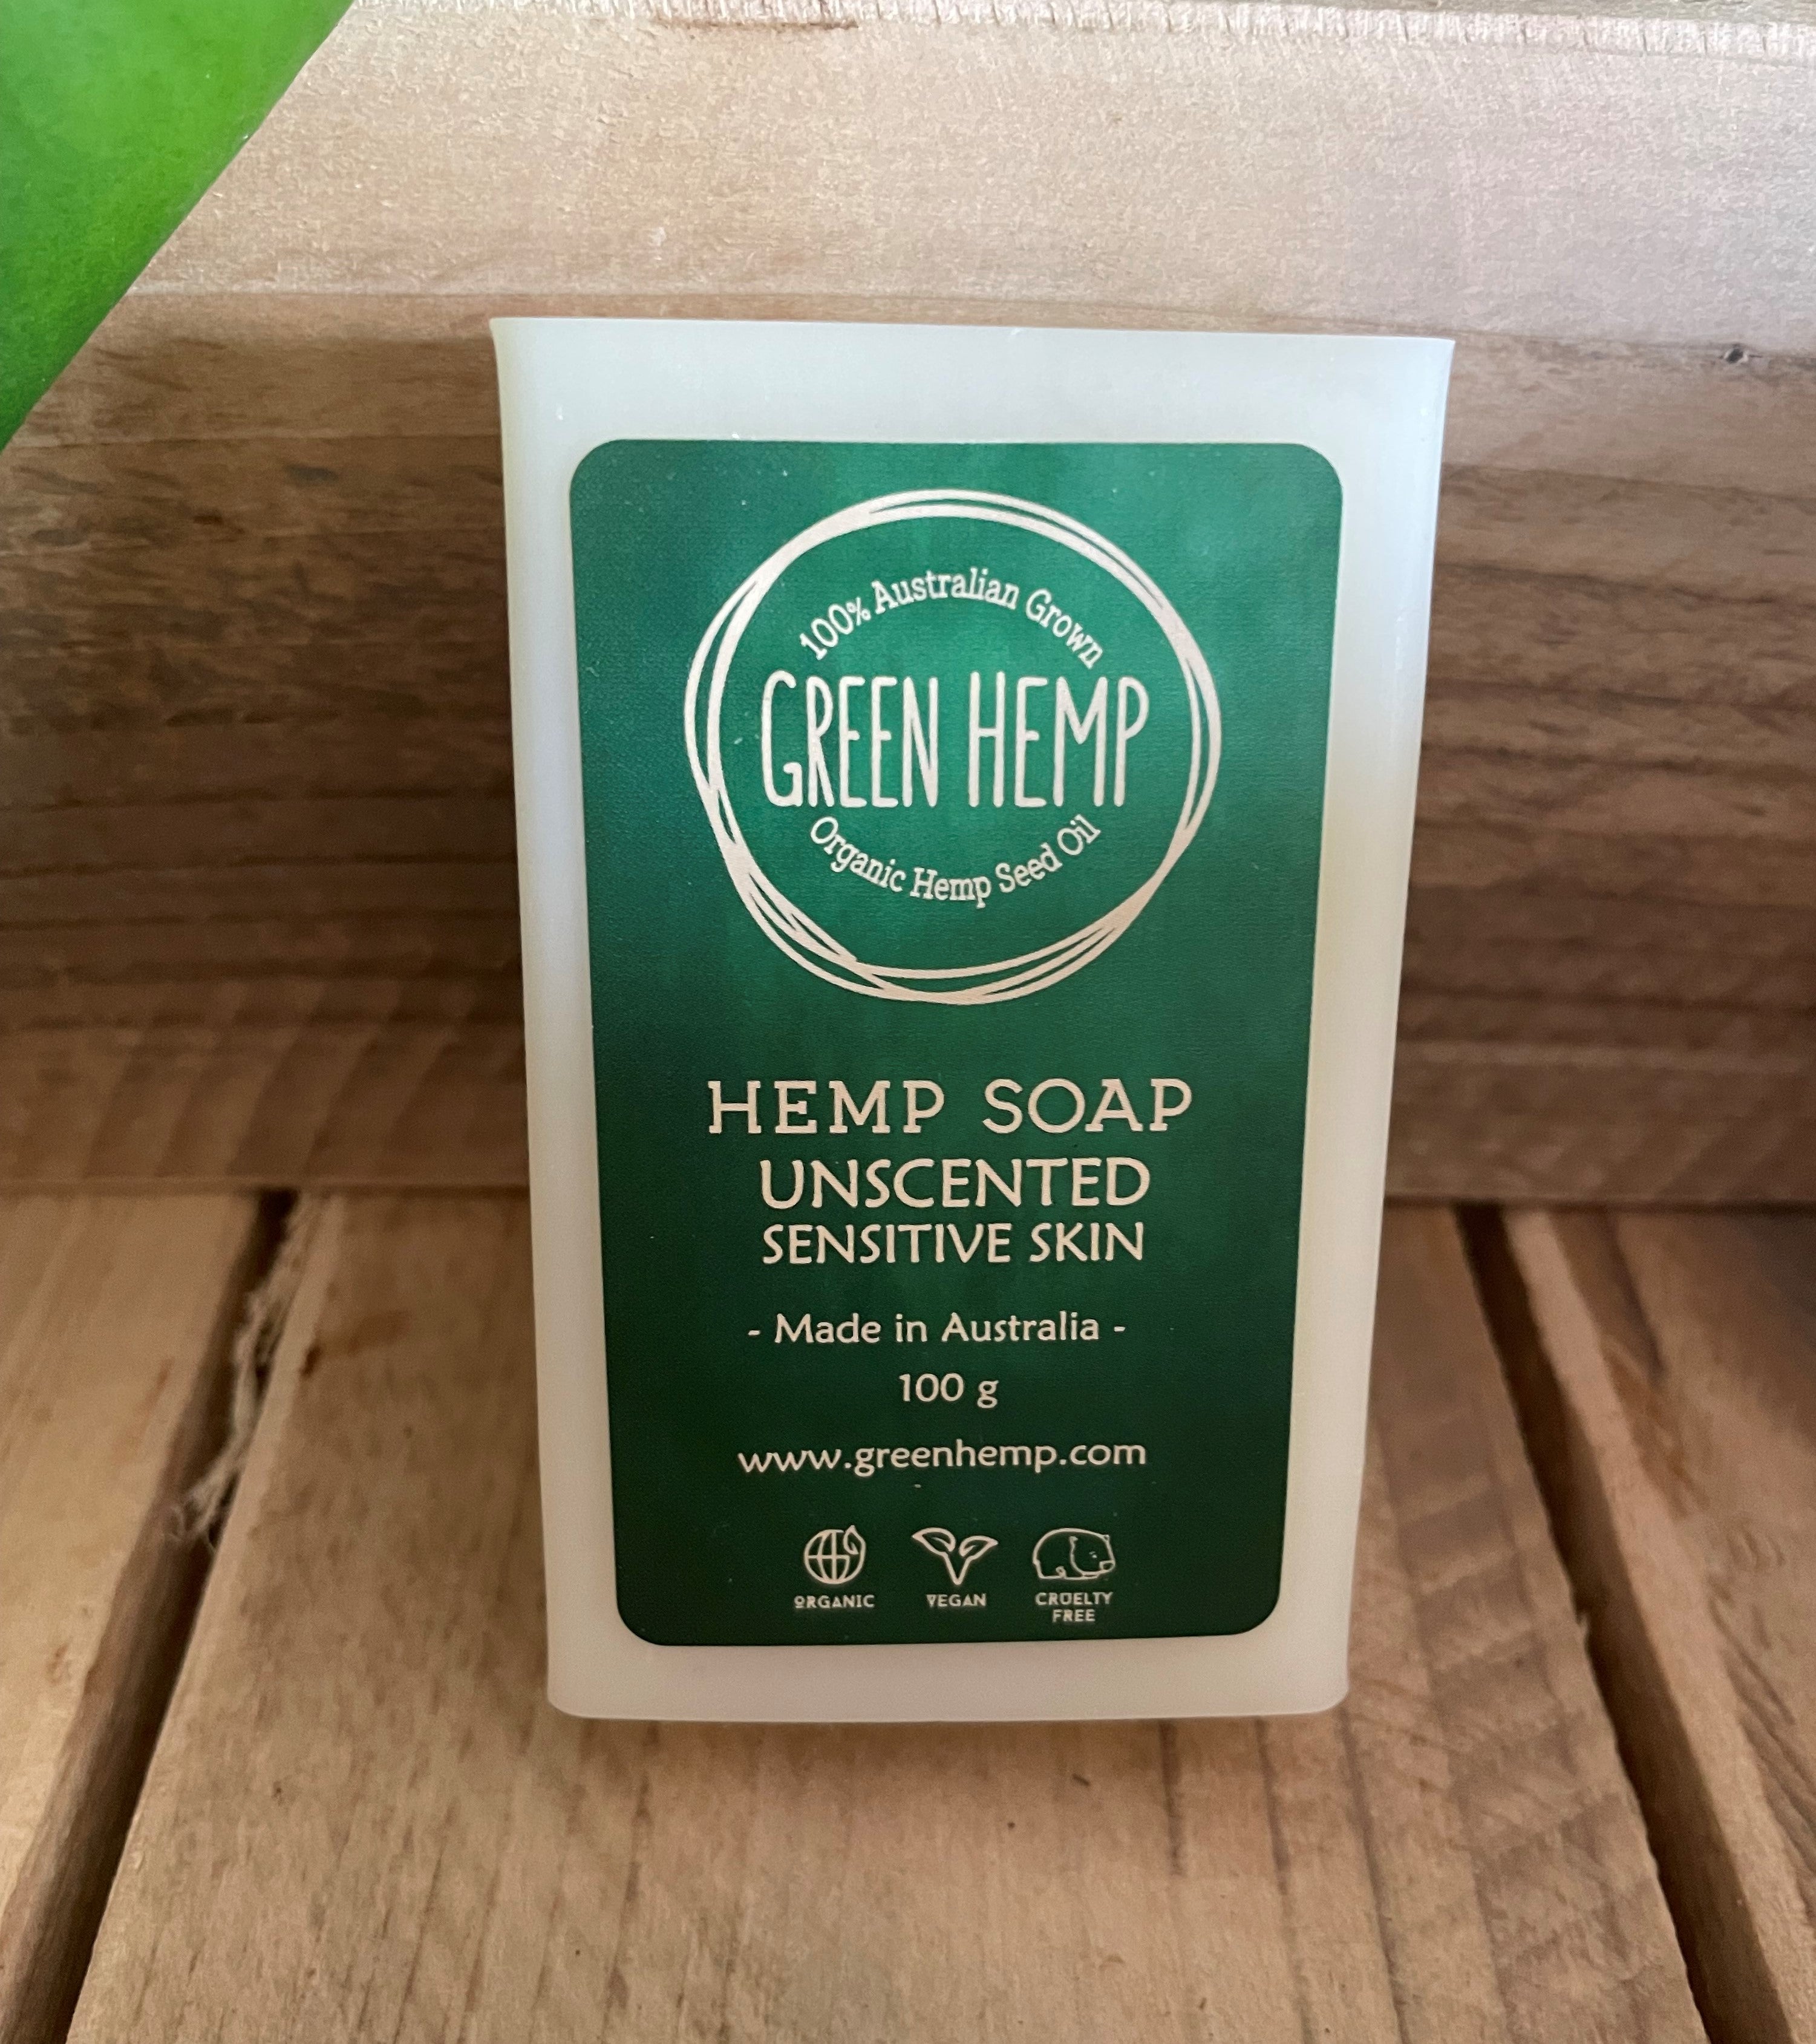 100% Australian Grown
GREEN HEMP
Organic Hemp Seed Oil
HEMP SOAP
UNSCENTED
SENSITIVE SKIN
- Made in Australia -
100 g
www.greenhemp.com
ORGANIC VEGAN CRUELTY
FREE